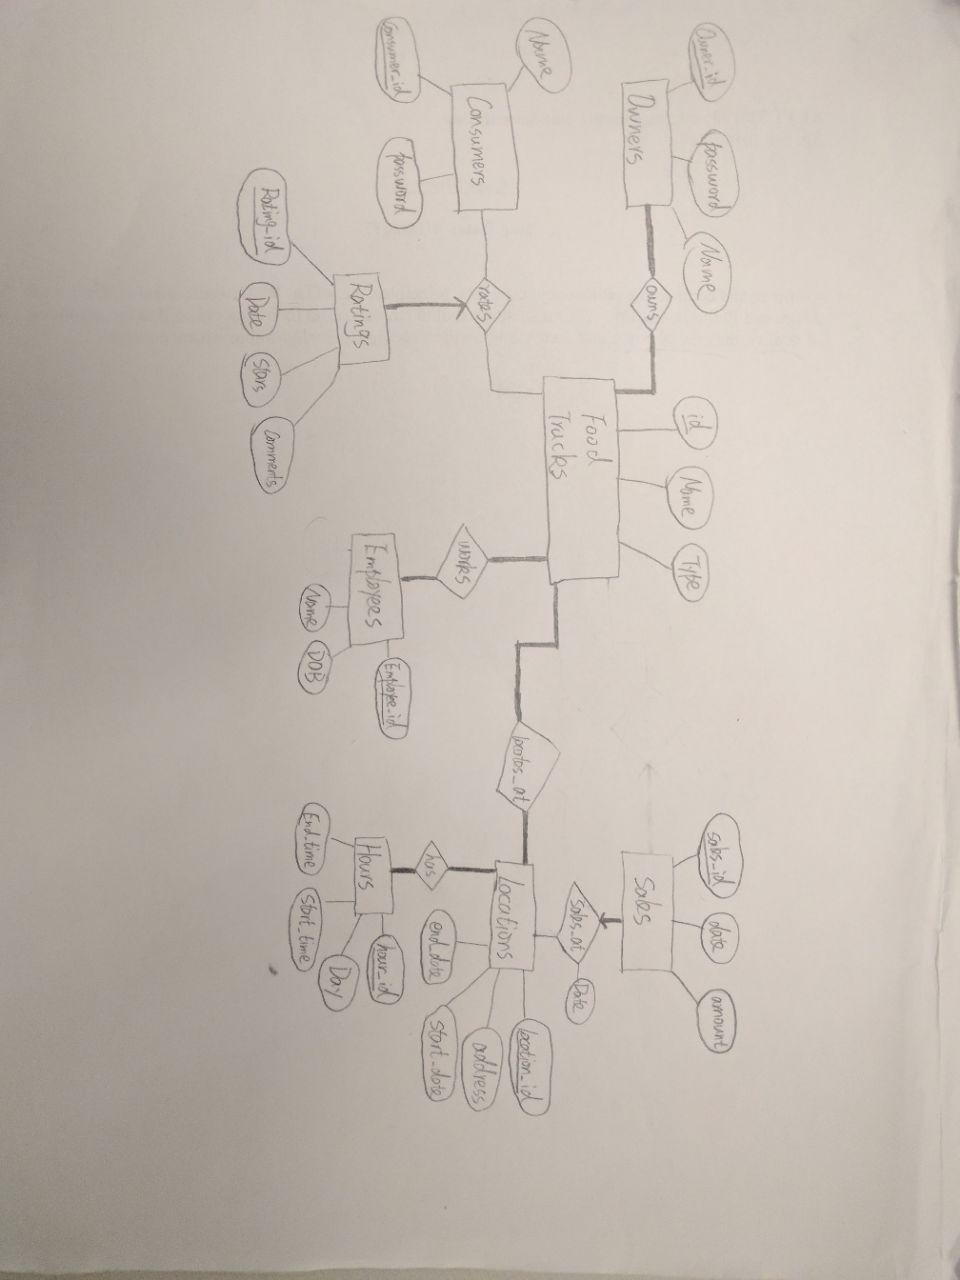 Owner_id
password
Name
id
Name
Type
sales_id
date
amount
Owners
owns
Sales
Food
Trucks
sales_at
Date
Name
Consumers
rates
works
locates_at
Locations
location_id
address
Consumer_id
password
end_date
start_date
has
Ratings
Employees
Employee_id
Hours
hour_id
Day
Name
DOB
End_time
start_time
Rating_id
Date
Stars
Comments